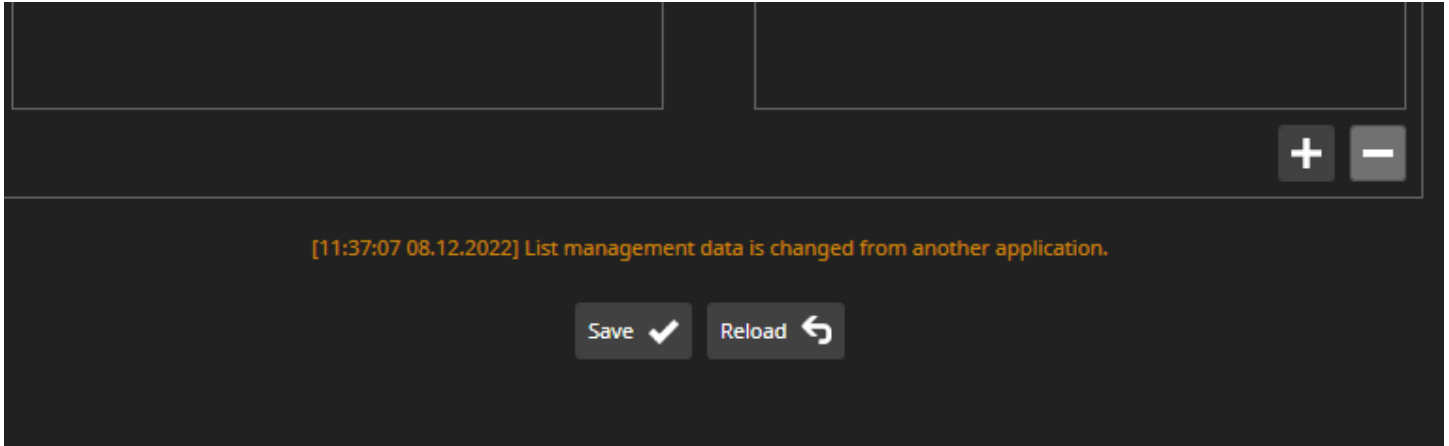 [11:37:07 08.12.2022] List management data is changed from another application.
Save
Reload